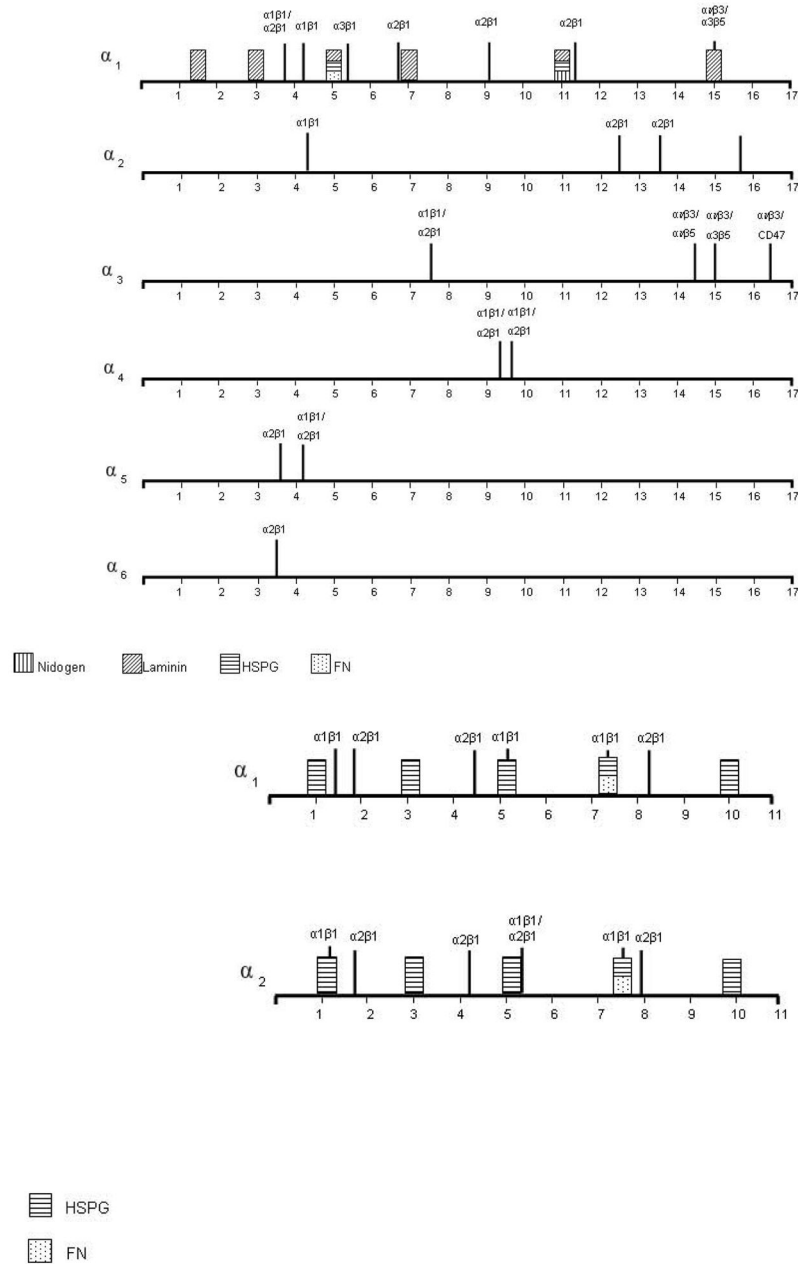 α1β1/ α3β1 α2β1 α2β1 α2β1 αvβ3/
α2β1 α1β1 α3β5
α 1
1 2 3 4 5 6 7 8 9 10 11 12 13 14 15 16 17
α1β1 α2β1 α2β1
α 2
1 2 3 4 5 6 7 8 9 10 11 12 13 14 15 16 17
α1β1/ αvβ3/ αvβ3/ αvβ3/
α2β1 αvβ5 α3β5 CD47
α 3
1 2 3 4 5 6 7 8 9 10 11 12 13 14 15 16 17
α1β1/ α1β1/
α2β1 α2β1
α 4
1 2 3 4 5 6 7 8 9 10 11 12 13 14 15 16 17
α1β1/
α2β1 α2β1
α 5
1 2 3 4 5 6 7 8 9 10 11 12 13 14 15 16 17
α2β1
α 6
1 2 3 4 5 6 7 8 9 10 11 12 13 14 15 16 17
Nidogen Laminin HSPG FN
α1β1 α2β1 α2β1 α1β1 α1β1 α2β1
α 1
1 2 3 4 5 6 7 8 9 10 11
α1β1/
α1β1 α2β1 α2β1 α2β1 α1β1 α2β1
α 2
1 2 3 4 5 6 7 8 9 10 11
HSPG
FN